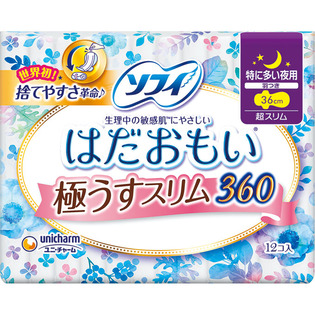 世界初!
捨てやすさ革命♪
ソフィ
特に多い夜用
羽つき
36cm
超スリム
生理中の敏感肌※にやさしい
はだおもい
極うすスリム 360
unicharm
ユニ・チャーム
12コ入